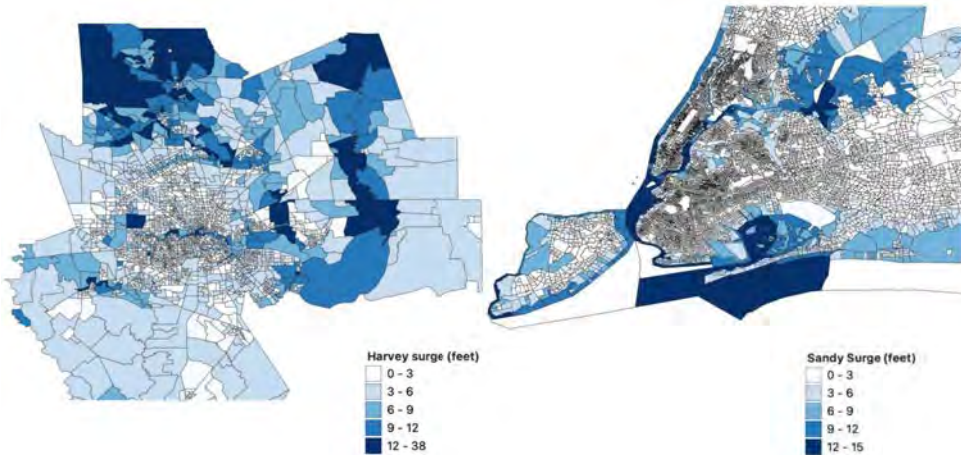 Harvey surge (feet)
0 - 3
3 - 6
6 - 9
9 - 12
12 - 38
Sandy Surge (feet)
0 - 3
3 - 6
6 - 9
9 - 12
12 - 15